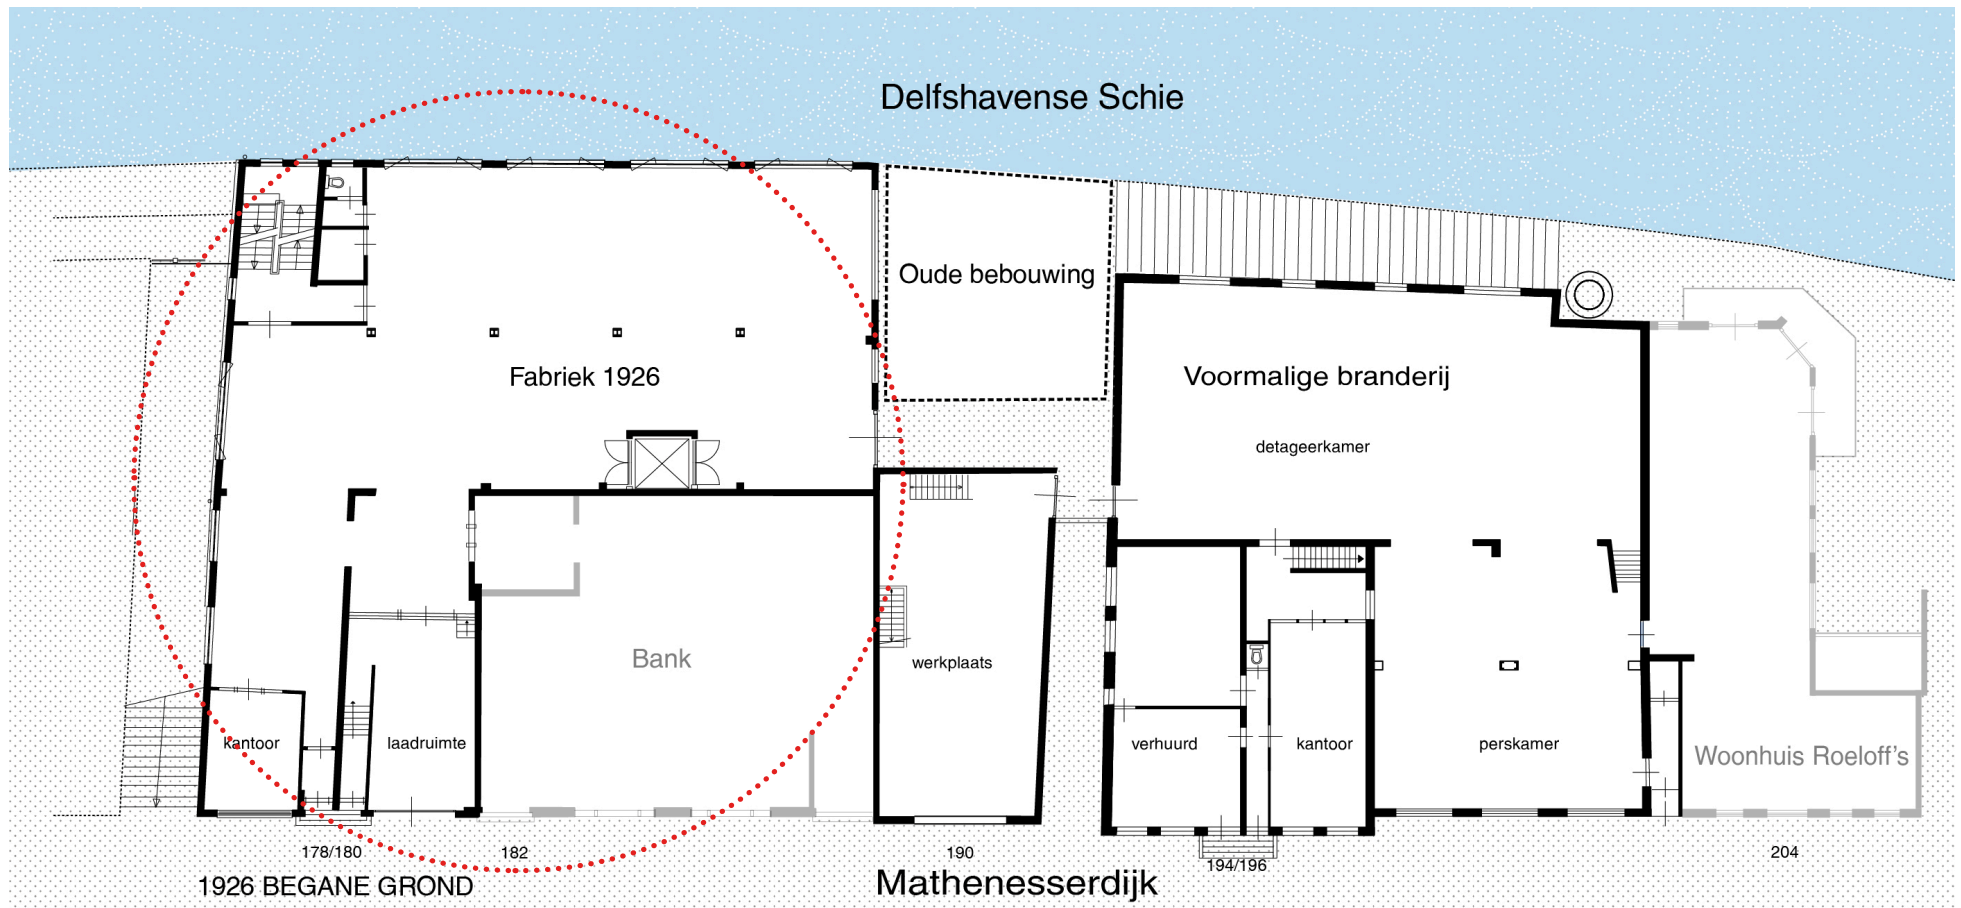 Delfshavense Schie
Oude bebouwing
Fabriek 1926
Voormalige branderij
detageerkamer
Bank
werkplaats
kantoor
laadruimte
verhuurd
kantoor
perskamer
Woonhuis Roeloff's
178/180
182
190
194/196
204
1926 BEGANE GROND
Mathenesserdijk